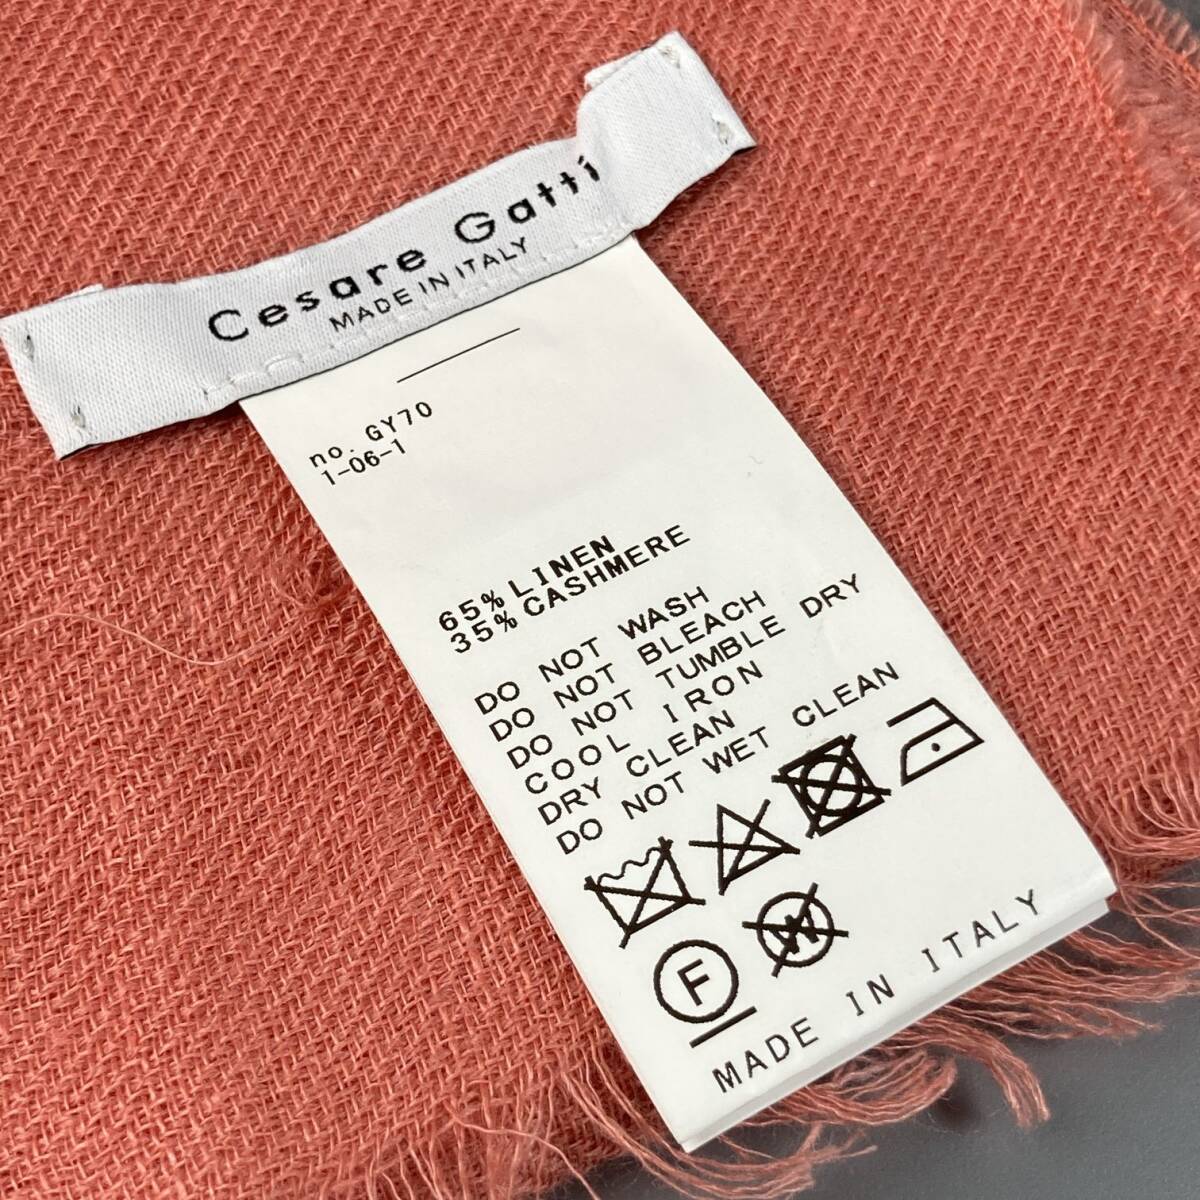 Cesare Gatti
MADE IN ITALY
no. GY70
1-06-1
65% LINEN
35% CASHMERE
DO NOT WASH
DO NOT BLEACH
DO NOT TUMBLE DRY
COOL IRON
DRY CLEAN
DO NOT WET CLEAN
F W
MADE IN ITALY